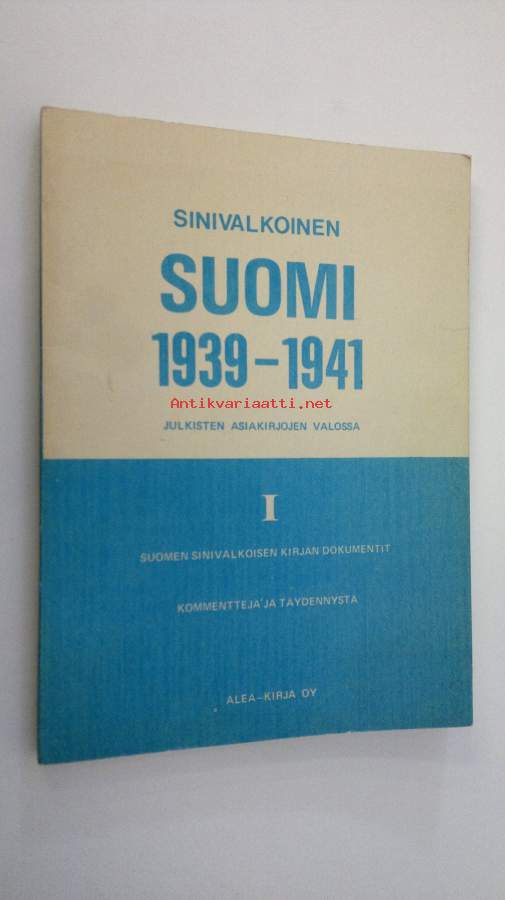 SINIVALKOINEN
SUOMI
1939–1941
Antikvariaatti.net
JULKISTEN ASIAKIRJOJEN VALOSSA
I
SUOMEN SINIVALKOISEN KIRJAN DOKUMENTIT
KOMMENTTEJA JA TÄYDENNYSTÄ
ALEA–KIRJA OY